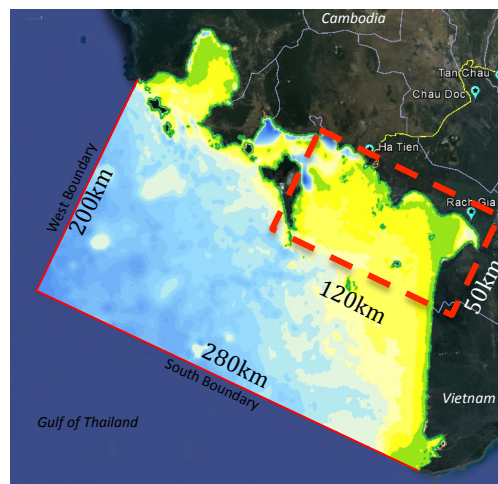 Cambodia
Tan Chau
Chau Doc
Ha Tien
West Boundary
200km
Rach Gia
120km
50km
280km
South Boundary
Vietnam
Gulf of Thailand